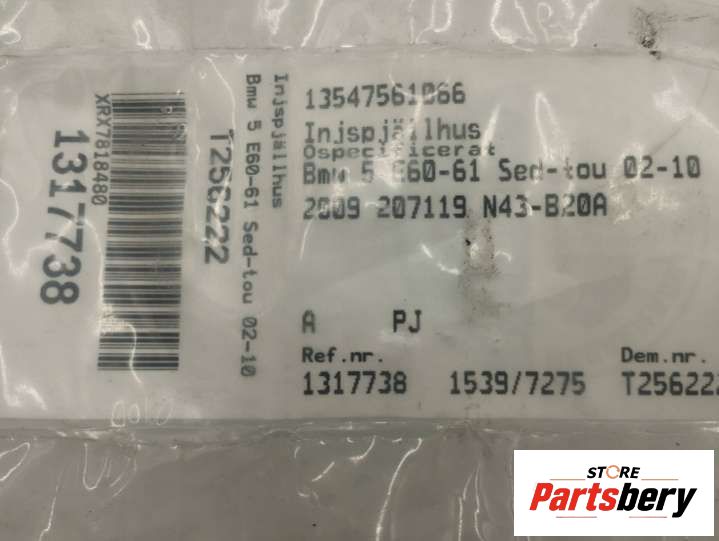 XRX7818480
1317738
T256222
Bmw 5 E60-61 Sed-tou 02-10
Injspjällhus
13547561066
Injspjällhus
Ospecificerat
Bmw 5 E60-61 Sed-tou 02-10
2009 207119 N43-B20A
A PJ
Ref.nr. Dem.nr.
1317738 1539/7275 T256222
STORE
Partsbery